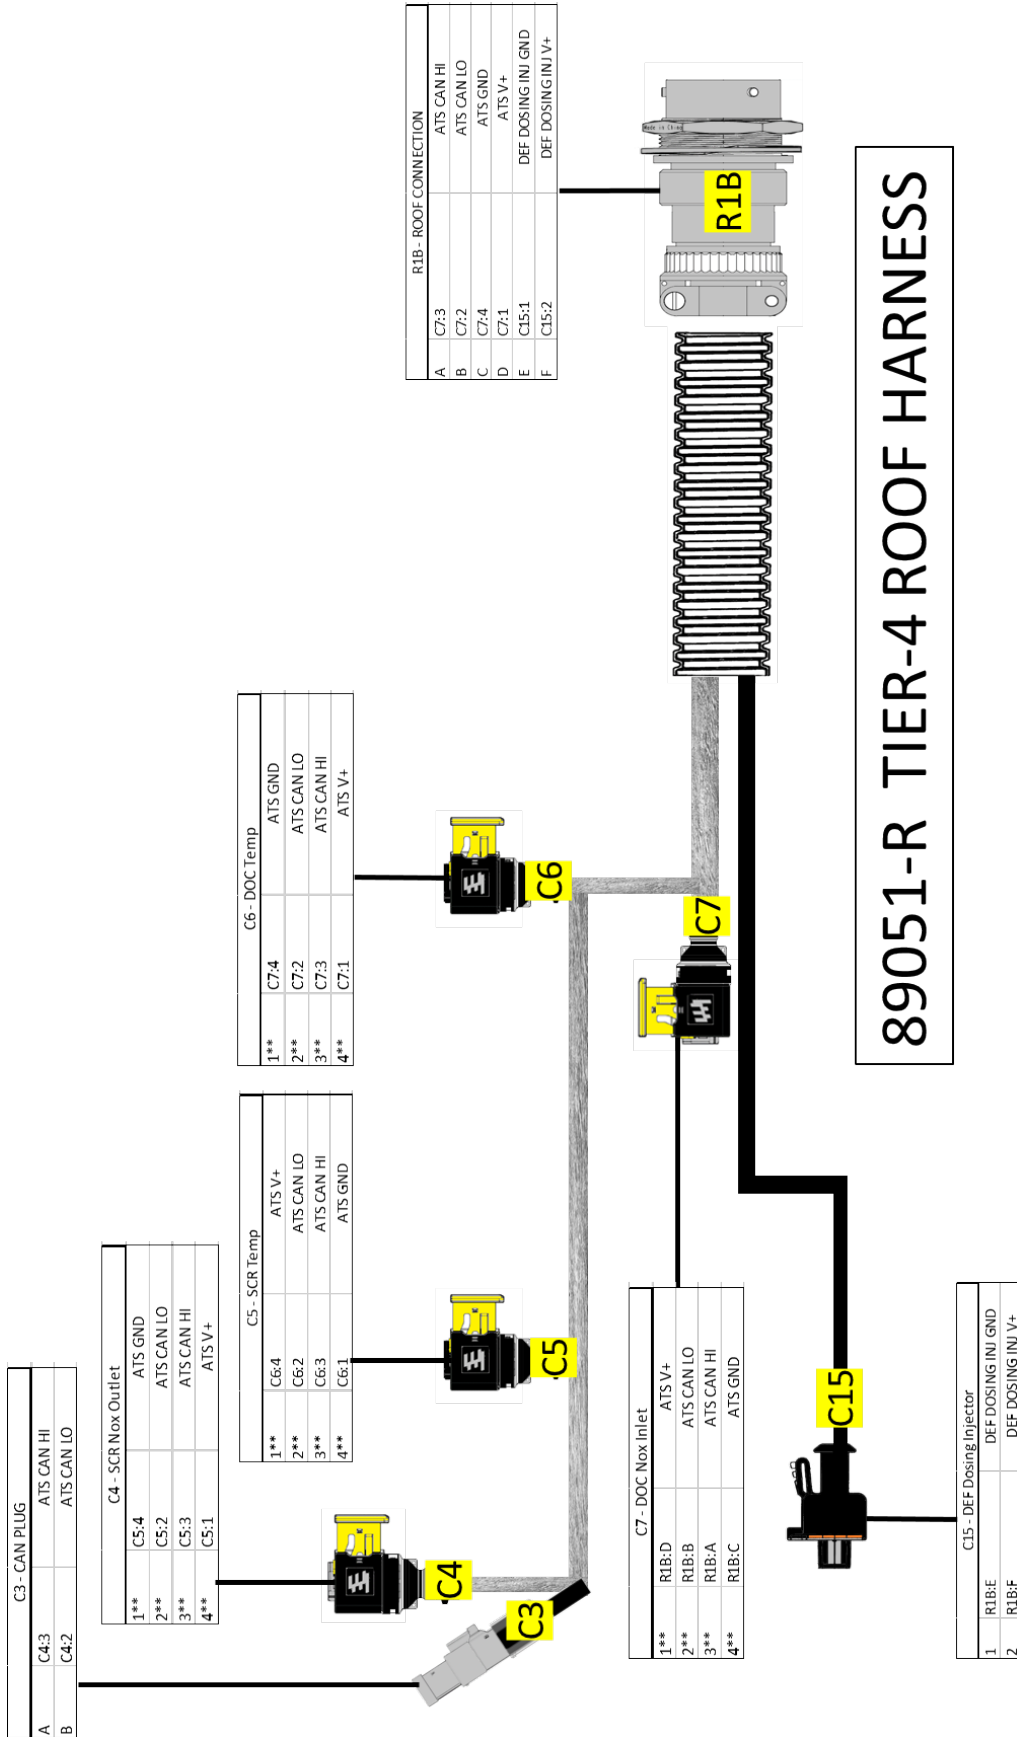 C3 - CAN PLUG
A C4:3 ATS CAN HI
B C4:2 ATS CAN LO
C4 - SCR Nox Outlet
1** C5:4 ATS GND
2** C5:2 ATS CAN LO
3** C5:3 ATS CAN HI
4** C5:1 ATS V+
C5 - SCR Temp
1** C6:4 ATS V+
2** C6:2 ATS CAN LO
3** C6:3 ATS CAN HI
4** C6:1 ATS GND
C6 - DOC Temp
1** C7:4 ATS GND
2** C7:2 ATS CAN LO
3** C7:3 ATS CAN HI
4** C7:1 ATS V+
R1B - ROOF CONNECTION
A C7:3 ATS CAN HI
B C7:2 ATS CAN LO
C C7:4 ATS GND
D C7:1 ATS V+
E C15:1 DEF DOSING INJ GND
F C15:2 DEF DOSING INJ V+
C3
C4
C5
C6
C7
R1B
Made in China
C7 - DOC Nox Inlet
1** R1B:D ATS V+
2** R1B:B ATS CAN LO
3** R1B:A ATS CAN HI
4** R1B:C ATS GND
C15
C15 - DEF Dosing Injector
1 R1B:E DEF DOSING INJ GND
2 R1B:F DEF DOSING INJ V+
89051-R TIER-4 ROOF HARNESS